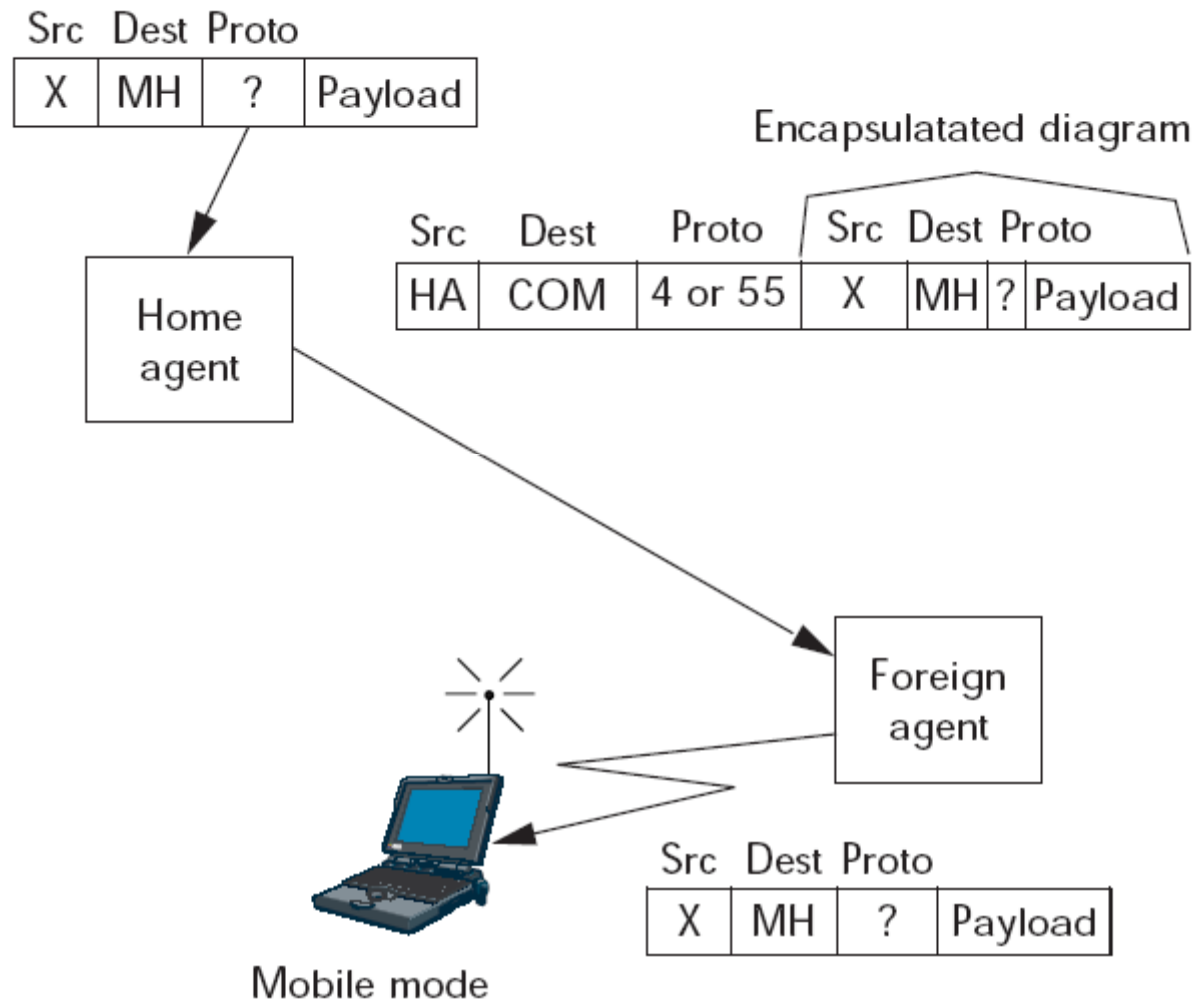 Src Dest Proto
X MH ? Payload
Encapsulatated diagram
Src Dest Proto Src Dest Proto
HA COM 4 or 55 X MH ? Payload
Home
agent
Foreign
agent
Src Dest Proto
X MH ? Payload
Mobile mode